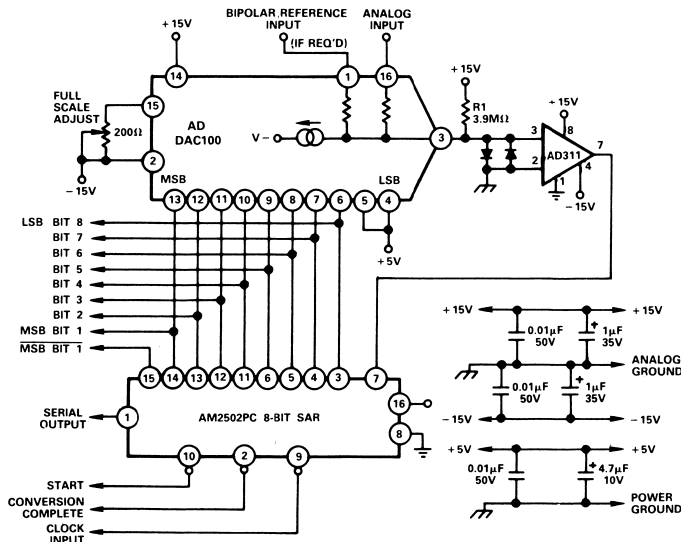 BIPOLAR, REFERENCE
INPUT
ANALOG
INPUT
+15V
(IF REQ'D)
+15V
14
1
16
R1
3.9MΩ
+15V
FULL
SCALE
ADJUST
15
200Ω
AD
DAC100
V-
3
3
8
7
AD311
2
1
4
-15V
2
-15V
MSB
LSB
13
12
11
10
9
8
7
6
5
4
+5V
LSB BIT 8
BIT 7
BIT 6
BIT 5
BIT 4
BIT 3
BIT 2
MSB BIT 1
MSB BIT 1
15
14
13
12
11
6
5
4
3
7
SERIAL
OUTPUT
1
AM2502PC 8-BIT SAR
16
8
10
2
9
START
CONVERSION
COMPLETE
CLOCK
INPUT
+15V
+15V
0.01µF
50V
+
1µF
35V
ANALOG
GROUND
0.01µF
50V
+
1µF
35V
-15V
-15V
+5V
+5V
0.01µF
50V
+
4.7µF
10V
POWER
GROUND